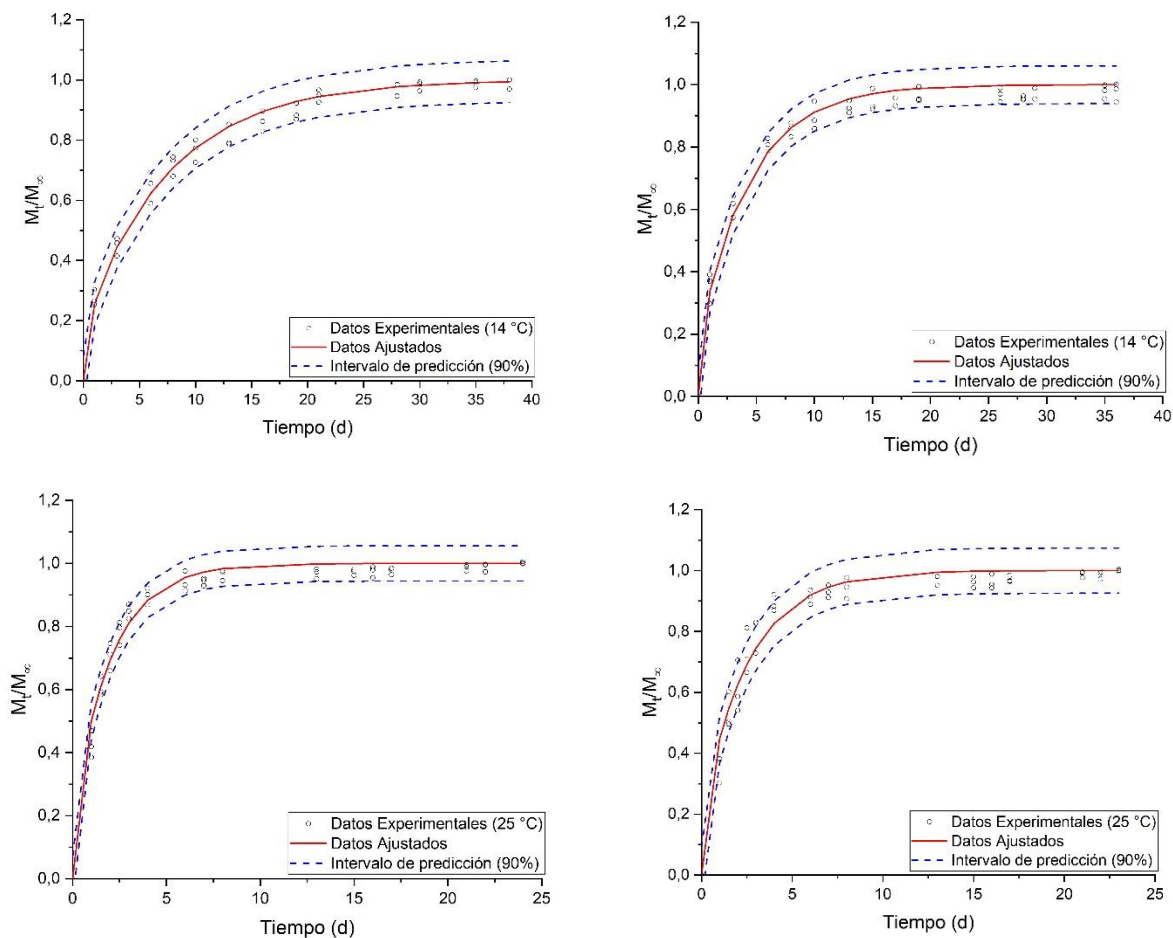 1,2
1,0
0,8
0,6
0,4
0,2
0,0
Mt/M∞
0 5 10 15 20 25 30 35 40
Tiempo (d)
Datos Experimentales (14 °C)
Datos Ajustados
Intervalo de predicción (90%)
1,2
1,0
0,8
0,6
0,4
0,2
0,0
Mt/M∞
0 5 10 15 20 25 30 35 40
Tiempo (d)
Datos Experimentales (14 °C)
Datos Ajustados
Intervalo de predicción (90%)
1,2
1,0
0,8
0,6
0,4
0,2
0,0
Mt/M∞
0 5 10 15 20 25
Tiempo (d)
Datos Experimentales (25 °C)
Datos Ajustados
Intervalo de predicción (90%)
1,2
1,0
0,8
0,6
0,4
0,2
0,0
Mt/M∞
0 5 10 15 20 25
Tiempo (d)
Datos Experimentales (25 °C)
Datos Ajustados
Intervalo de predicción (90%)